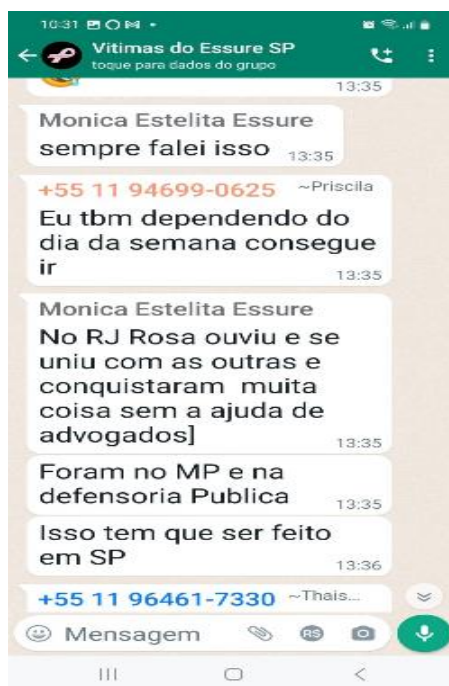 10:31
Vitimas do Essure SP
toque para dados do grupo
13:35
Monica Estelita Essure
sempre falei isso 13:35
+55 11 94699-0625 ~Priscila
Eu tbm dependendo do
dia da semana consegue
ir
13:35
Monica Estelita Essure
No RJ Rosa ouviu e se
uniu com as outras e
conquistaram muita
coisa sem a ajuda de
advogados]
13:35
Foram no MP e na
defensoria Publica 13:35
Isso tem que ser feito
em SP 13:36
+55 11 96461-7330 ~Thais...
Mensagem RS